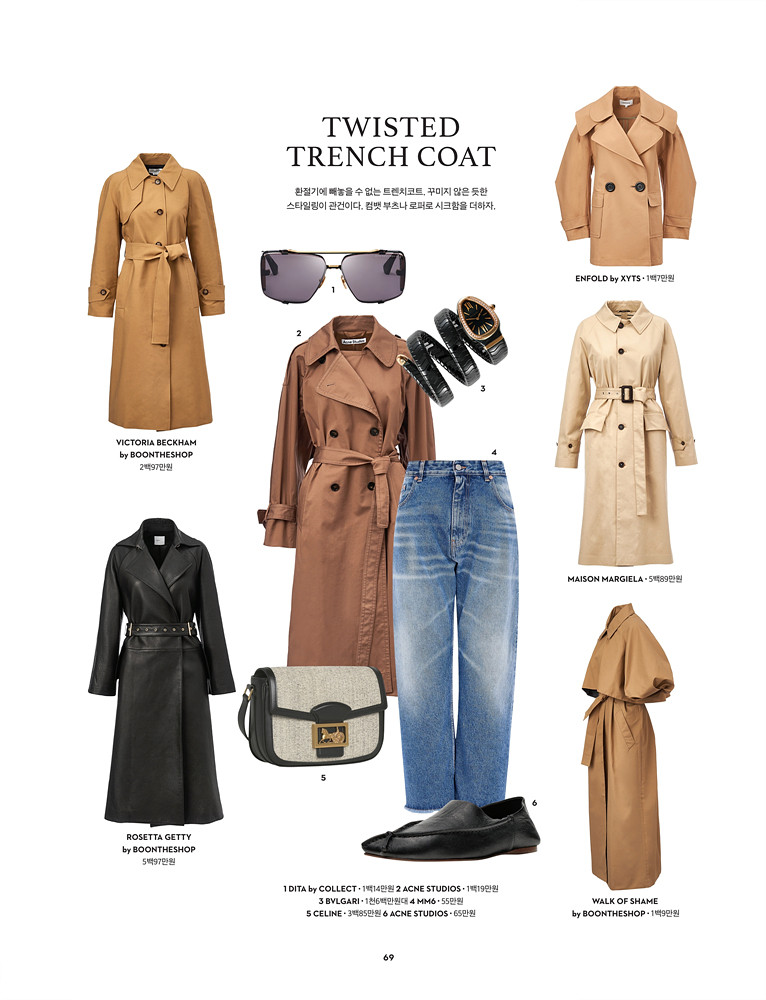 TWISTED
TRENCH COAT
환절기에 빼놓을 수 없는 트렌치코트. 꾸미지 않은 듯한
스타일링이 관건이다. 컴뱃 부츠나 로퍼로 시크함을 더하자.
ENFOLD by XYTS · 1백7만원
1
2
Acne Studios
3
VICTORIA BECKHAM
by BOONTHESHOP
2백97만원
4
MAISON MARGIELA · 5백89만원
5
6
ROSETTA GETTY
by BOONTHESHOP
5백97만원
1 DITA by COLLECT · 1백14만원 2 ACNE STUDIOS · 1백19만원
3 BVLGARI · 1천6백만원대 4 MM6 · 55만원
5 CELINE · 3백85만원 6 ACNE STUDIOS · 65만원
WALK OF SHAME
by BOONTHESHOP · 1백9만원
69